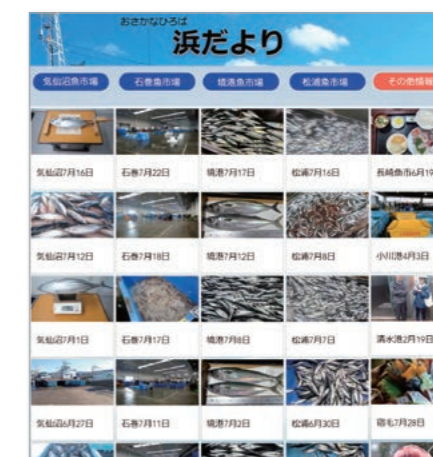 おさかなひろば
浜だより
気仙沼魚市場 石巻魚市場 境港魚市場 松浦魚市場 その他情報
気仙沼7月16日 石巻7月22日 境港7月17日 松浦7月16日 長崎魚市6月19
気仙沼7月12日 石巻7月18日 境港7月12日 松浦7月8日 小川港4月3日
気仙沼7月1日 石巻7月17日 境港7月8日 松浦7月7日 清水港2月19日
気仙沼6月27日 石巻7月11日 境港7月2日 松浦6月30日 宿毛7月28日